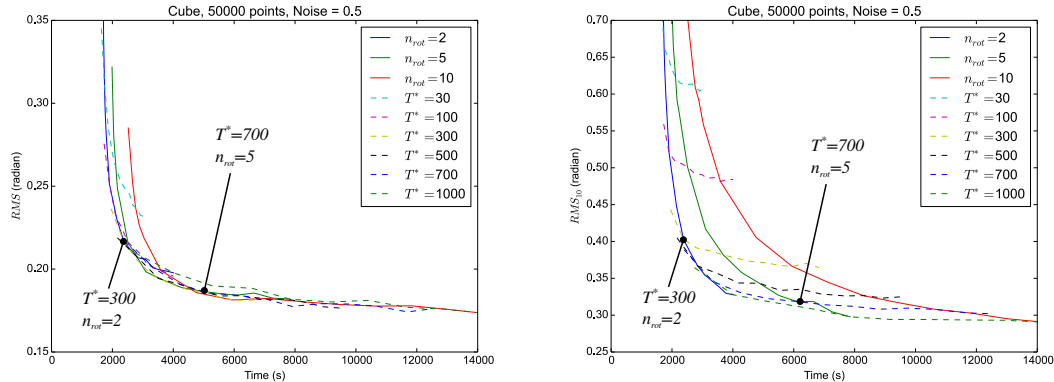 Cube, 50000 points, Noise = 0.5
0.35
0.30
0.25
0.20
0.15
RMS (radian)
0
2000
4000
6000
8000
10000
12000
14000
Time (s)
n_rot = 2
n_rot = 5
n_rot = 10
T* = 30
T* = 100
T* = 300
T* = 500
T* = 700
T* = 1000
T*=700
n_rot=5
T*=300
n_rot=2
Cube, 50000 points, Noise = 0.5
0.70
0.65
0.60
0.55
0.50
0.45
0.40
0.35
0.30
0.25
RMS_10 (radian)
0
2000
4000
6000
8000
10000
12000
14000
Time (s)
n_rot = 2
n_rot = 5
n_rot = 10
T* = 30
T* = 100
T* = 300
T* = 500
T* = 700
T* = 1000
T*=700
n_rot=5
T*=300
n_rot=2